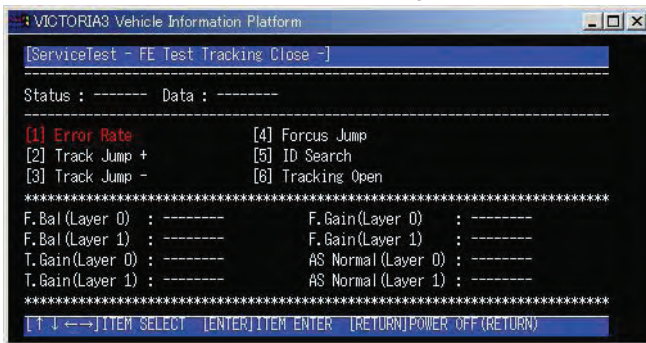 VICTORIA3 Vehicle Information Platform
[ServiceTest - FE Test Tracking Close -]
Status : ------- Data : --------
[1] Error Rate [4] Forcus Jump
[2] Track Jump + [5] ID Search
[3] Track Jump - [6] Tracking Open
************************************************************************
F.Bal(Layer 0) : -------- F.Gain(Layer 0) : --------
F.Bal(Layer 1) : -------- F.Gain(Layer 1) : --------
T.Gain(Layer 0) : -------- AS Normal(Layer 0) : --------
T.Gain(Layer 1) : -------- AS Normal(Layer 1) : --------
************************************************************************
[↑↓←→]ITEM SELECT [ENTER]ITEM ENTER [RETURN]POWER OFF(RETURN)